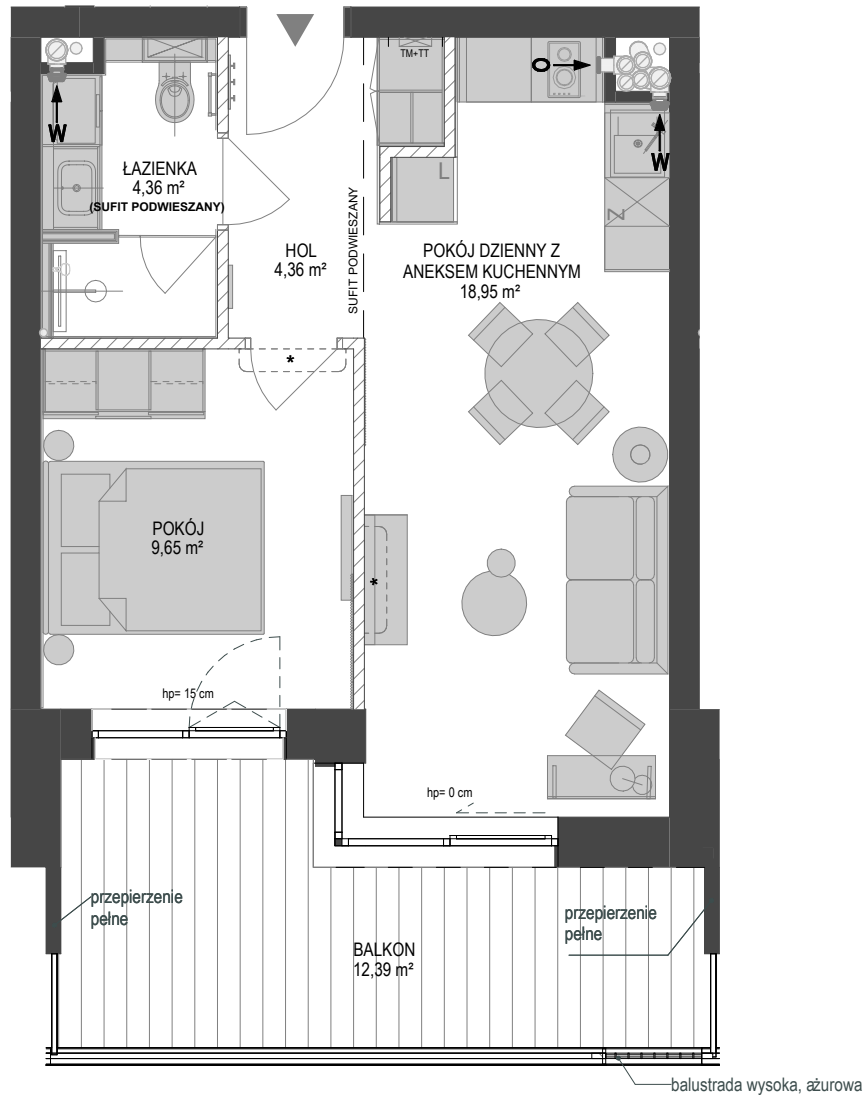 TM+TT
O
W
W
ŁAZIENKA
4,36 m²
(SUFIT PODWIESZANY)
L
Z
HOL
4,36 m²
SUFIT PODWIESZANY
POKÓJ DZIENNY Z
ANEKSEM KUCHENNYM
18,95 m²
*
POKÓJ
9,65 m²
*
hp= 15 cm
hp= 0 cm
przepierzenie
pełne
przepierzenie
pełne
BALKON
12,39 m²
balustrada wysoka, ażurowa